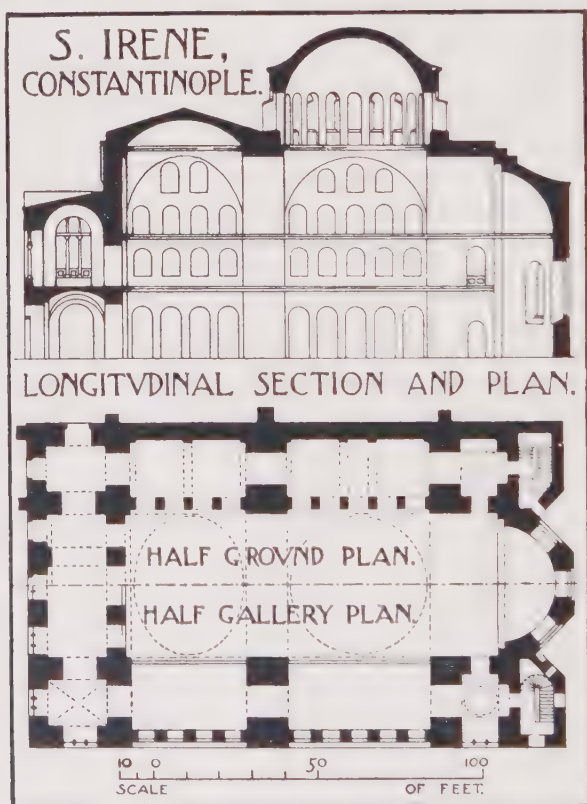 S. IRENE,
CONSTANTINOPLE.
LONGITVDINAL SECTION AND PLAN.
HALF GROVND PLAN.
HALF GALLERY PLAN.
10 0 50 100
SCALE OF FEET.